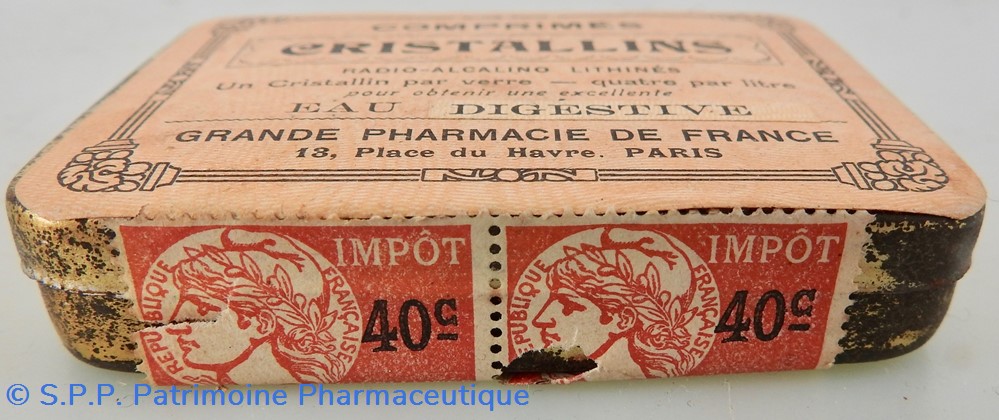 COMPRIMÉS
CRISTALLINS
RADIO-ALCALINO LITHINÉS
Un Cristallin par verre — quatre par litre
pour obtenir une excellente
EAU DIGESTIVE
GRANDE PHARMACIE DE FRANCE
13, Place du Havre. PARIS
IMPÔT
RÉPUBLIQUE FRANÇAISE
40c
IMPÔT
RÉPUBLIQUE FRANÇAISE
40c
© S.P.P. Patrimoine Pharmaceutique